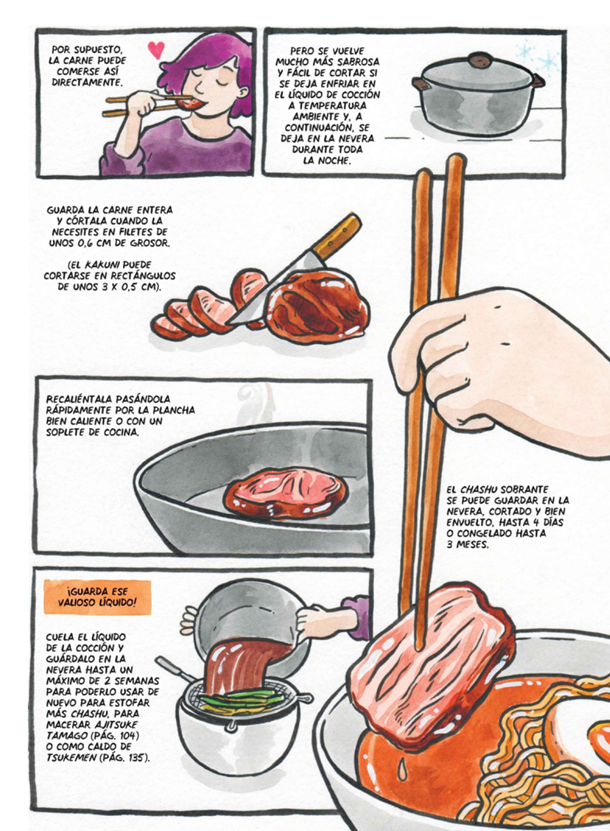 POR SUPUESTO,
LA CARNE PUEDE
COMERSE ASÍ
DIRECTAMENTE.
PERO SE VUELVE
MUCHO MÁS SABROSA
Y FÁCIL DE CORTAR SI
SE DEJA ENFRIAR EN
EL LÍQUIDO DE COCCIÓN
A TEMPERATURA
AMBIENTE Y, A
CONTINUACIÓN, SE
DEJA EN LA NEVERA
DURANTE TODA
LA NOCHE.
GUARDA LA CARNE ENTERA
Y CÓRTALA CUANDO LA
NECESITES EN FILETES DE
UNOS 0,6 CM DE GROSOR.
(EL KAKUNI PUEDE
CORTARSE EN RECTÁNGULOS
DE UNOS 3 X 0,5 CM).
RECALIÉNTALA PASÁNDOLA
RÁPIDAMENTE POR LA PLANCHA
BIEN CALIENTE O CON UN
SOPLETE DE COCINA.
EL CHASHU SOBRANTE
SE PUEDE GUARDAR EN LA
NEVERA, CORTADO Y BIEN
ENVUELTO, HASTA 4 DÍAS
O CONGELADO HASTA
3 MESES.
¡GUARDA ESE
VALIOSO LÍQUIDO!
CUELA EL LÍQUIDO
DE LA COCCIÓN Y
GUÁRDALO EN LA
NEVERA HASTA UN
MÁXIMO DE 2 SEMANAS
PARA PODERLO USAR DE
NUEVO PARA ESTOFAR
MÁS CHASHU, PARA
MACERAR AJITSUKE
TAMAGO (PÁG. 104)
O COMO CALDO DE
TSUKEMEN (PÁG. 135).